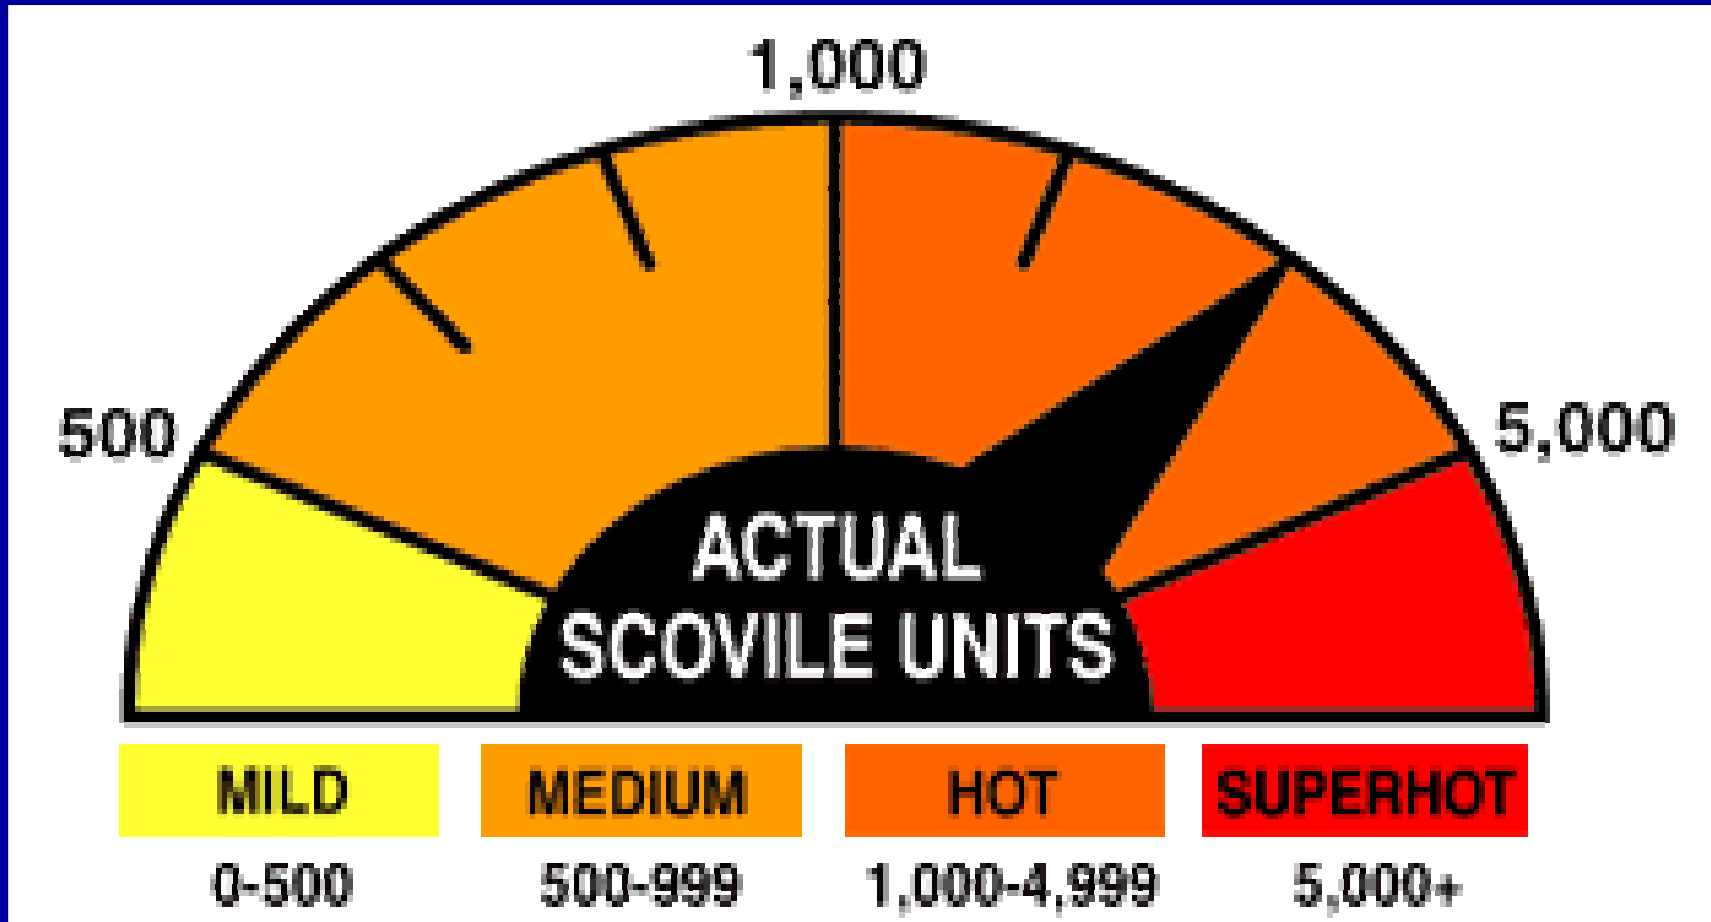 1,000
500
5,000
ACTUAL
SCOVILE UNITS
MILD MEDIUM HOT SUPERHOT
0-500 500-999 1,000-4,999 5,000+